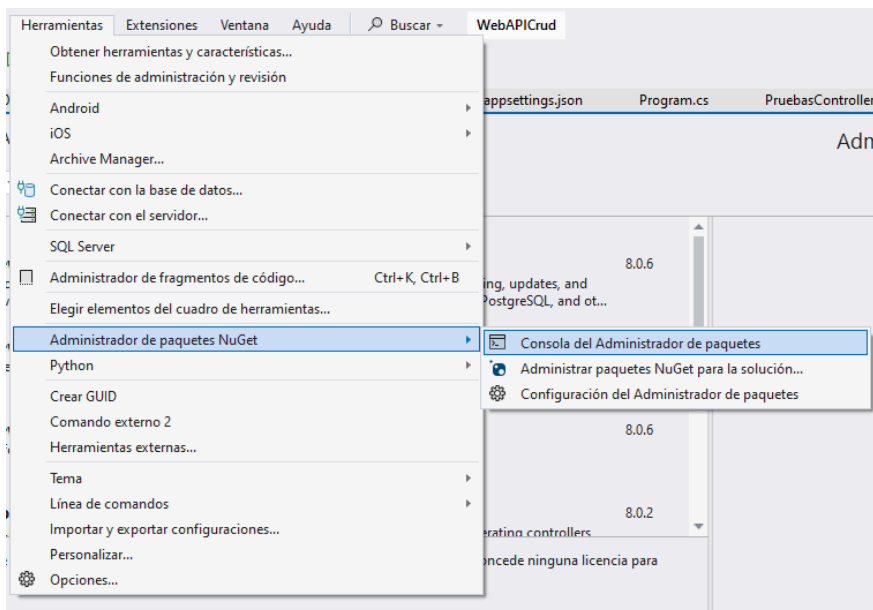 Herramientas Extensiones Ventana Ayuda Buscar WebAPICrud
Obtener herramientas y características...
Funciones de administración y revisión
appsettings.json Program.cs PruebasController
Android
iOS
Adm
Archive Manager...
Conectar con la base de datos...
Conectar con el servidor...
SQL Server
8.0.6
Administrador de fragmentos de código... Ctrl+K, Ctrl+B
ing, updates, and
PostgreSQL, and ot...
Elegir elementos del cuadro de herramientas...
Administrador de paquetes NuGet
Consola del Administrador de paquetes
Python
Administrar paquetes NuGet para la solución...
Configuración del Administrador de paquetes
Crear GUID
Comando externo 2
8.0.6
Herramientas externas...
Tema
Línea de comandos
8.0.2
Importar y exportar configuraciones...
erating controllers
Personalizar...
oncede ninguna licencia para
Opciones...